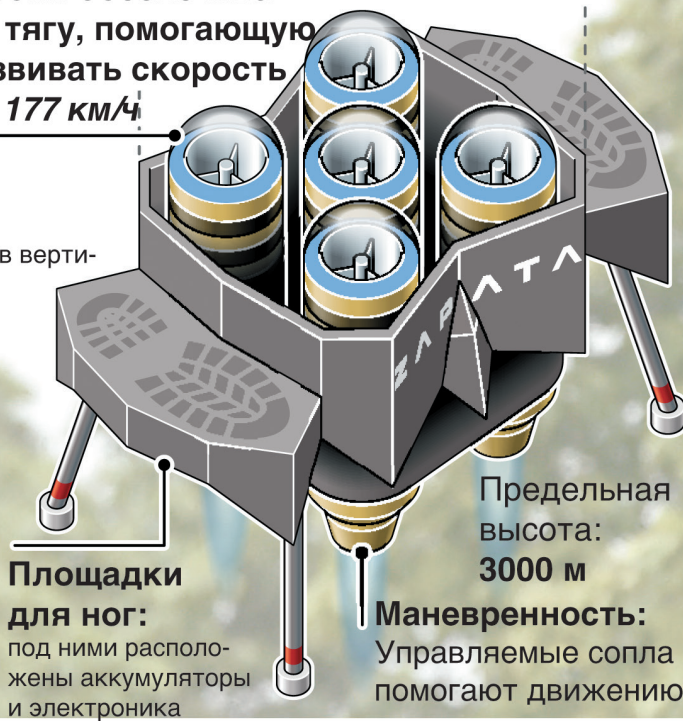 тягу, помогающую
звивать скорость
177 км/ч
в верти-
ZAPATA
Предельная
высота:
3000 м
Площадки
для ног:
под ними располо-
жены аккумуляторы
и электроника
Маневренность:
Управляемые сопла
помогают движению